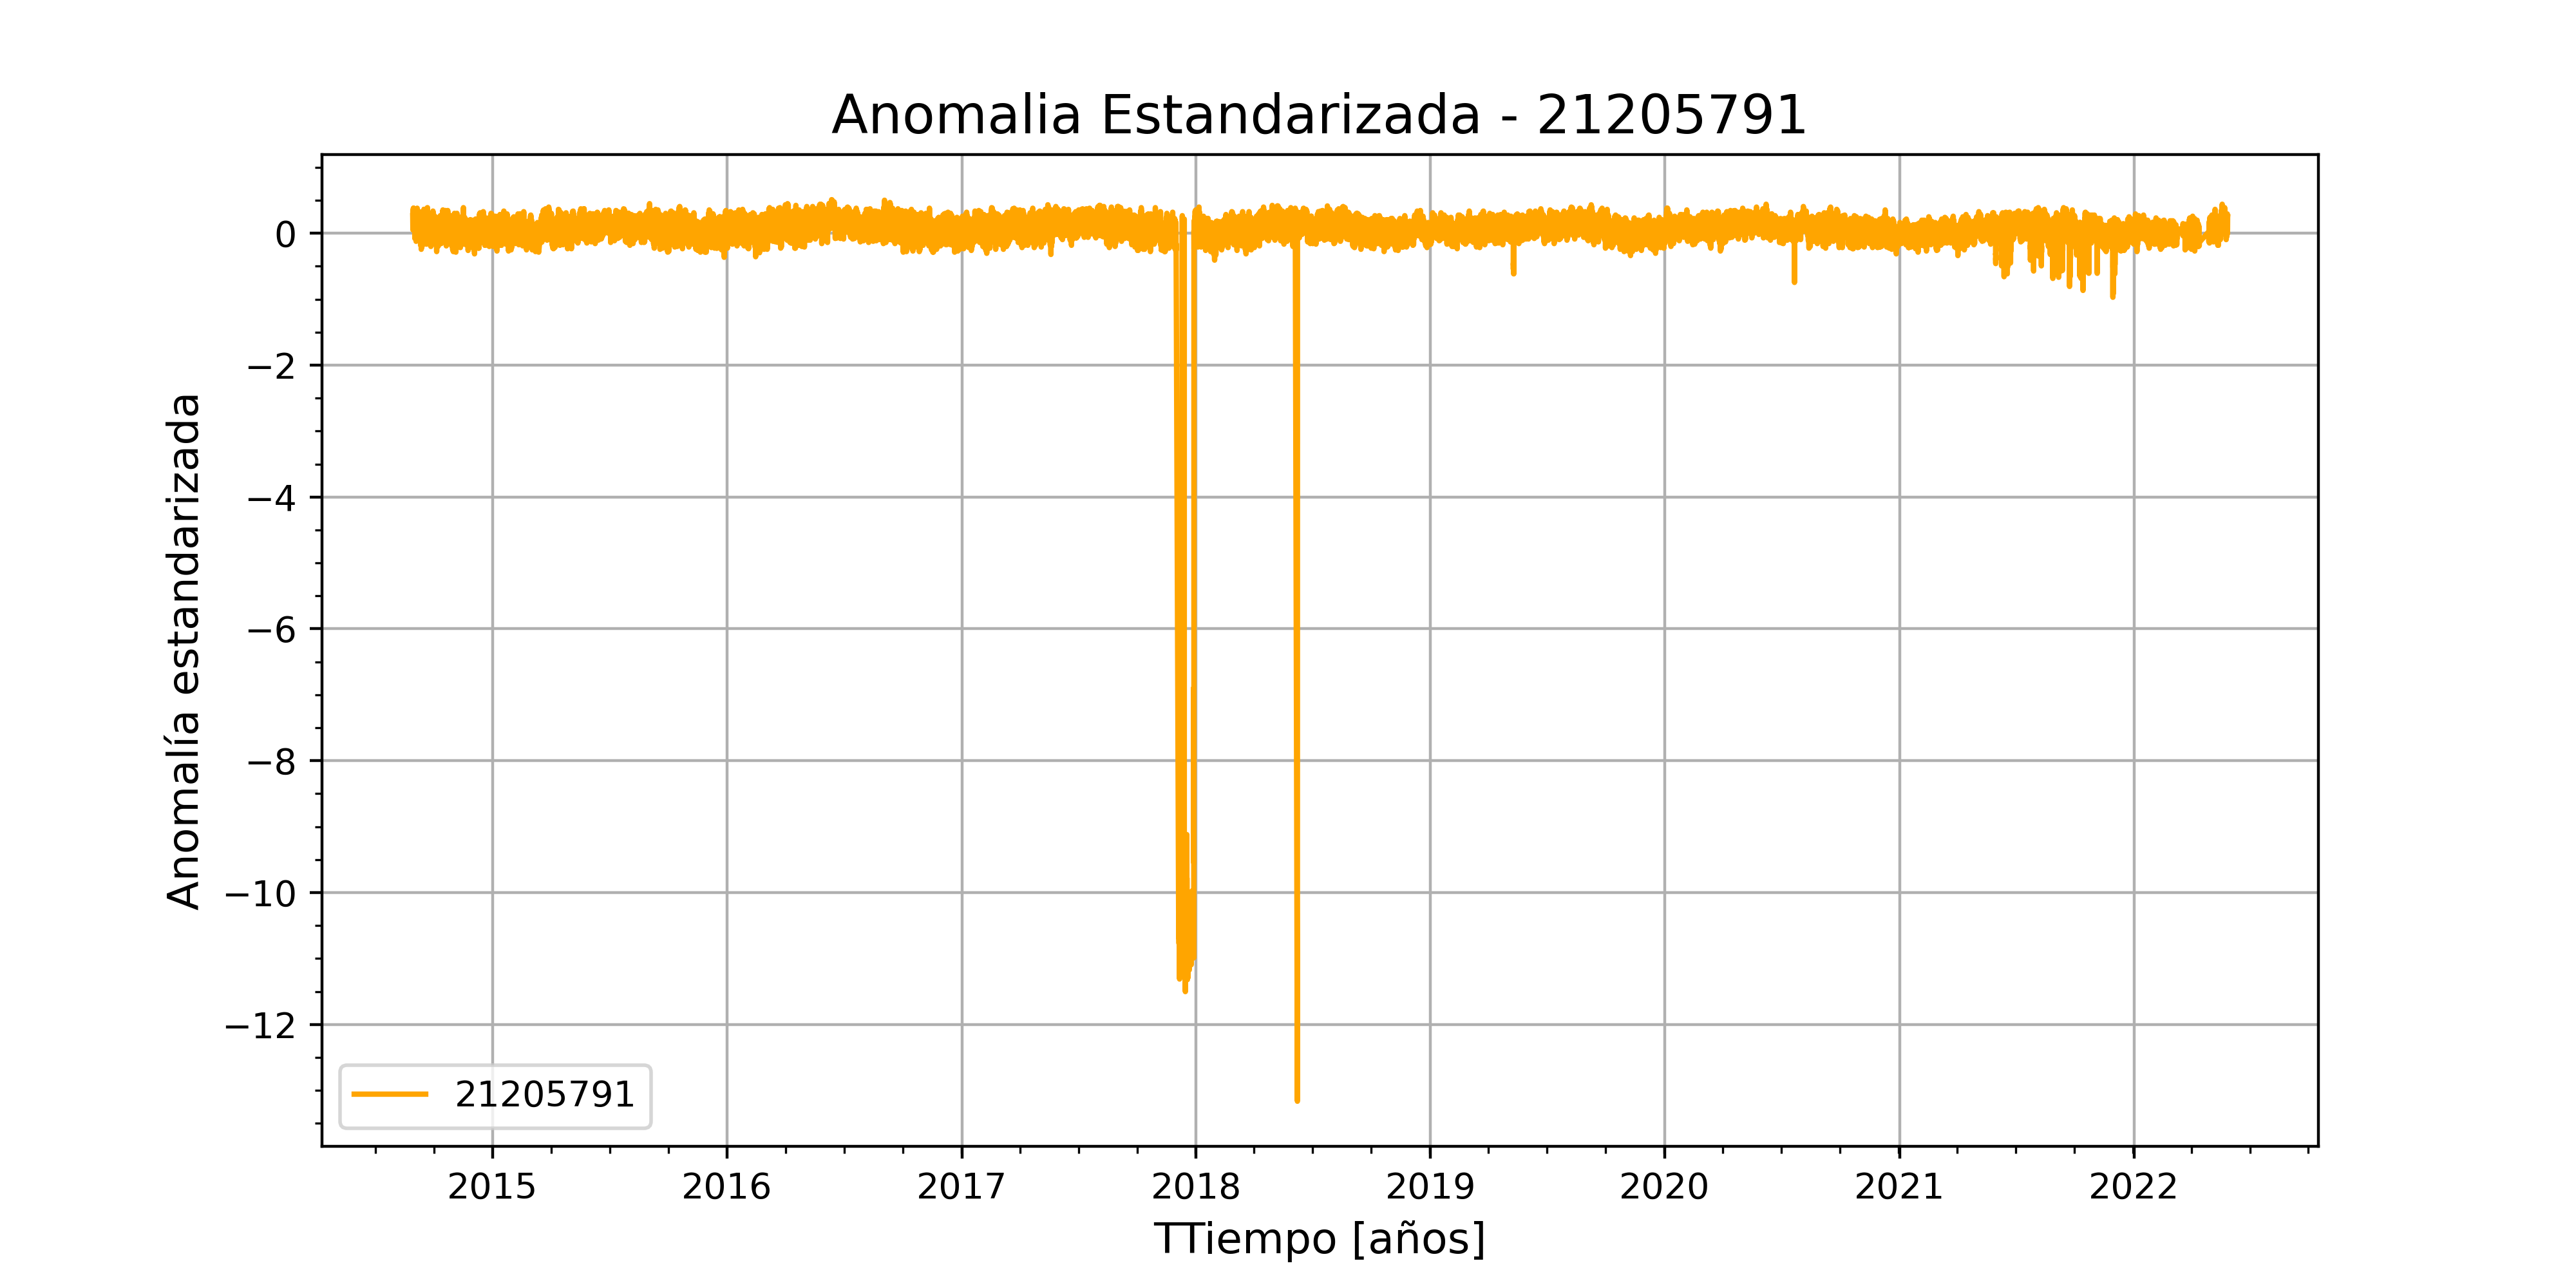 Anomalia Estandarizada - 21205791
Anomalía estandarizada
0
−2
−4
−6
−8
−10
−12
21205791
2015 2016 2017 2018 2019 2020 2021 2022
TTiempo [años]